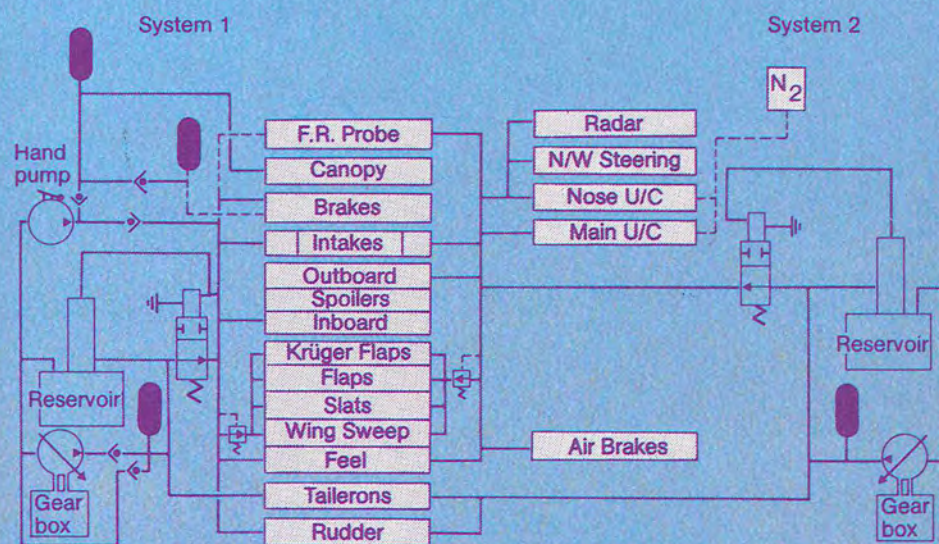 System 1
System 2
N2
F.R. Probe
Canopy
Brakes
Intakes
Outboard
Spoilers
Inboard
Krüger Flaps
Flaps
Slats
Wing Sweep
Feel
Tailerons
Rudder
Radar
N/W Steering
Nose U/C
Main U/C
Air Brakes
Hand
pump
Reservoir
Gear
box
Reservoir
Gear
box